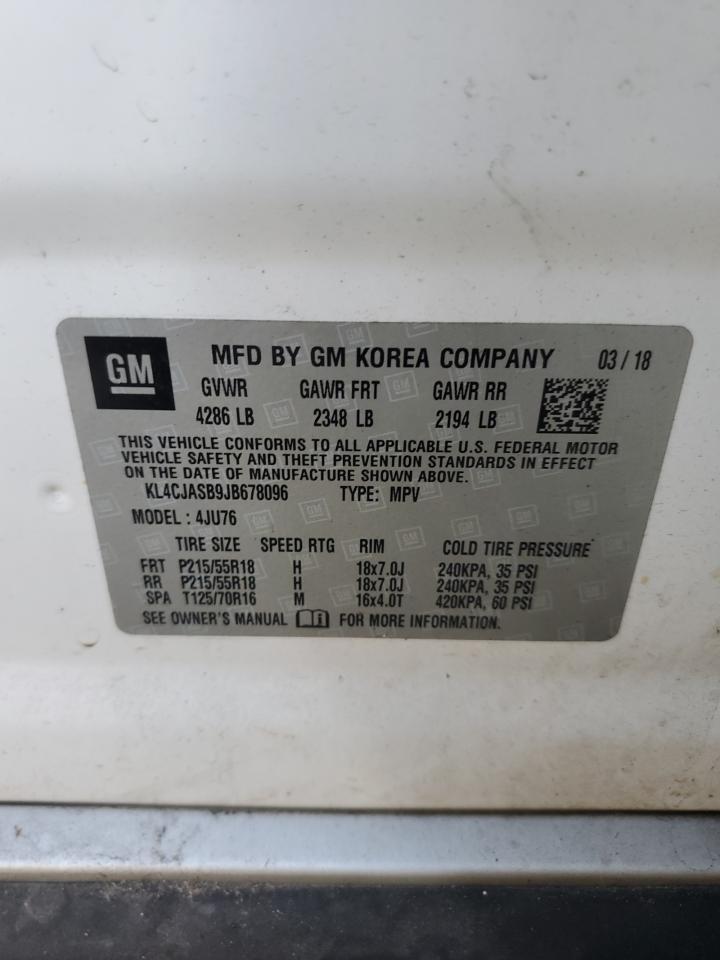 GM MFD BY GM KOREA COMPANY 03 / 18
GVWR GAWR FRT GAWR RR
4286 LB 2348 LB 2194 LB
THIS VEHICLE CONFORMS TO ALL APPLICABLE U.S. FEDERAL MOTOR
VEHICLE SAFETY AND THEFT PREVENTION STANDARDS IN EFFECT
ON THE DATE OF MANUFACTURE SHOWN ABOVE.
KL4CJASB9JB678096 TYPE: MPV
MODEL : 4JU76
TIRE SIZE SPEED RTG RIM COLD TIRE PRESSURE
FRT P215/55R18 H 18x7.0J 240KPA, 35 PSI
RR P215/55R18 H 18x7.0J 240KPA, 35 PSI
SPA T125/70R16 M 16x4.0T 420KPA, 60 PSI
SEE OWNER'S MANUAL FOR MORE INFORMATION.